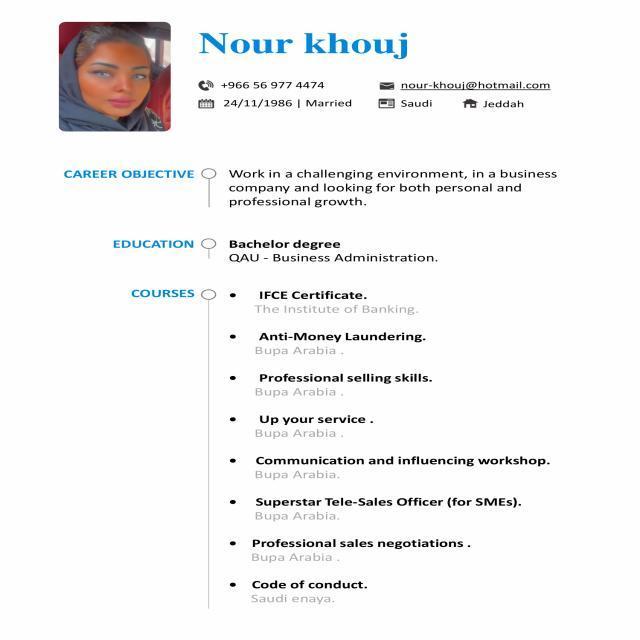 Nour khouj
+966 56 977 4474
nour-khouj@hotmail.com
24/11/1986 | Married
Saudi
Jeddah
CAREER OBJECTIVE
Work in a challenging environment, in a business
company and looking for both personal and
professional growth.
EDUCATION
Bachelor degree
QAU - Business Administration.
COURSES
• IFCE Certificate.
The Institute of Banking.
• Anti-Money Laundering.
Bupa Arabia .
• Professional selling skills.
Bupa Arabia .
• Up your service .
Bupa Arabia .
• Communication and influencing workshop.
Bupa Arabia.
• Superstar Tele-Sales Officer (for SMEs).
Bupa Arabia.
• Professional sales negotiations .
Bupa Arabia .
• Code of conduct.
Saudi enaya.